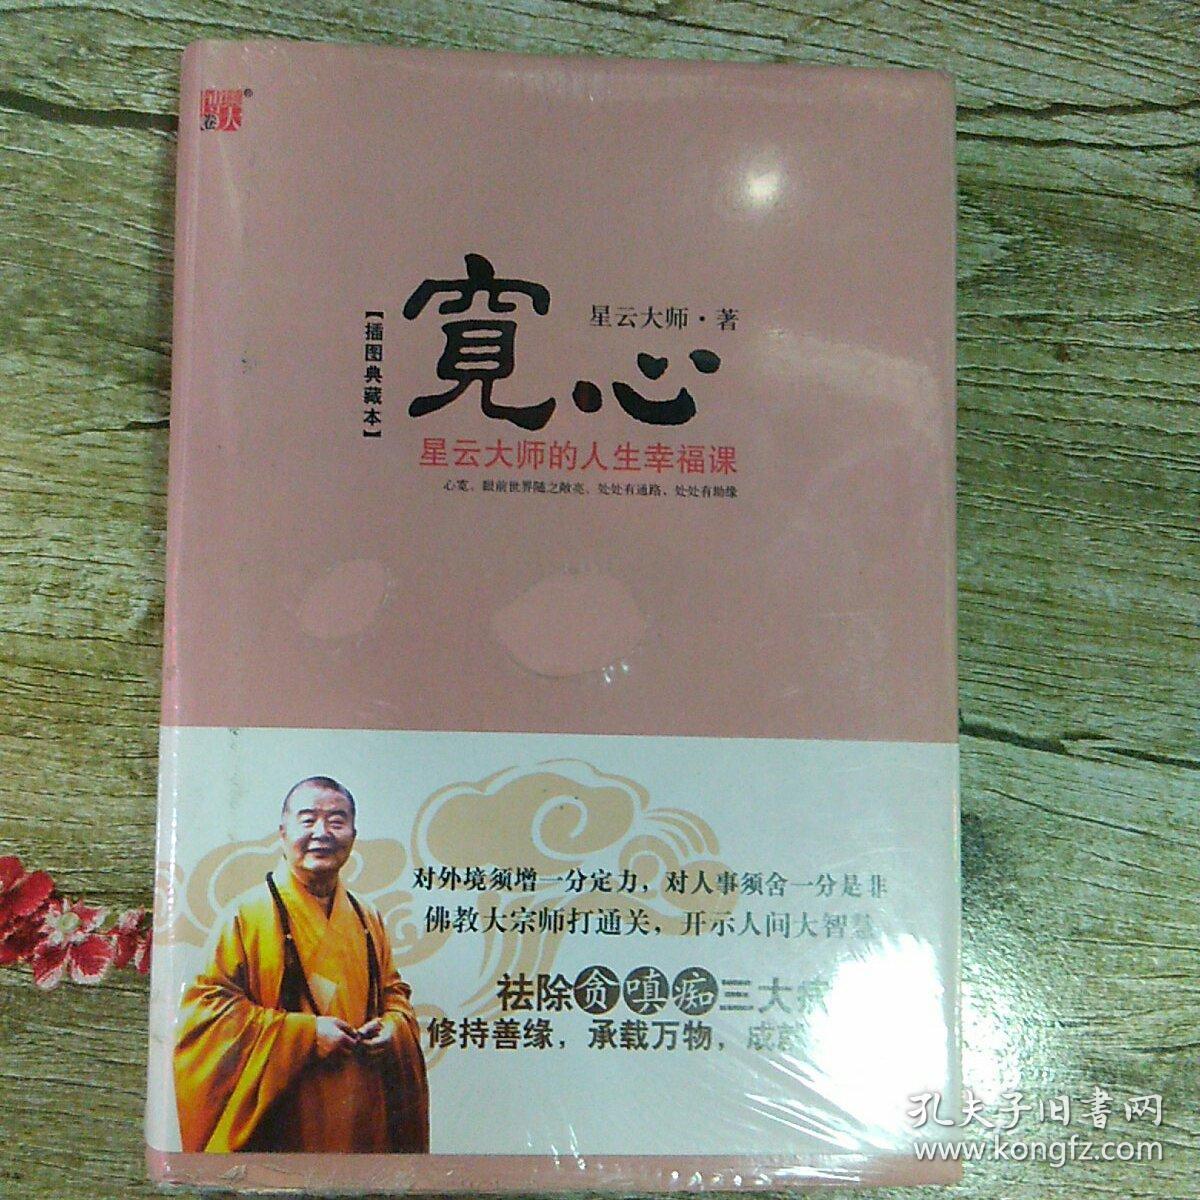 寬心
星云大师·著
【插图典藏本】
星云大师的人生幸福课
心宽、眼前世界随之敞亮、处处有通路、处处有助缘
对外境须增一分定力，对人事须舍一分是非
佛教大宗师打通关，开示人间大智慧
祛除贪嗔痴三大
修持善缘，承载万物，成
孔夫子旧書网
www.kongfz.com